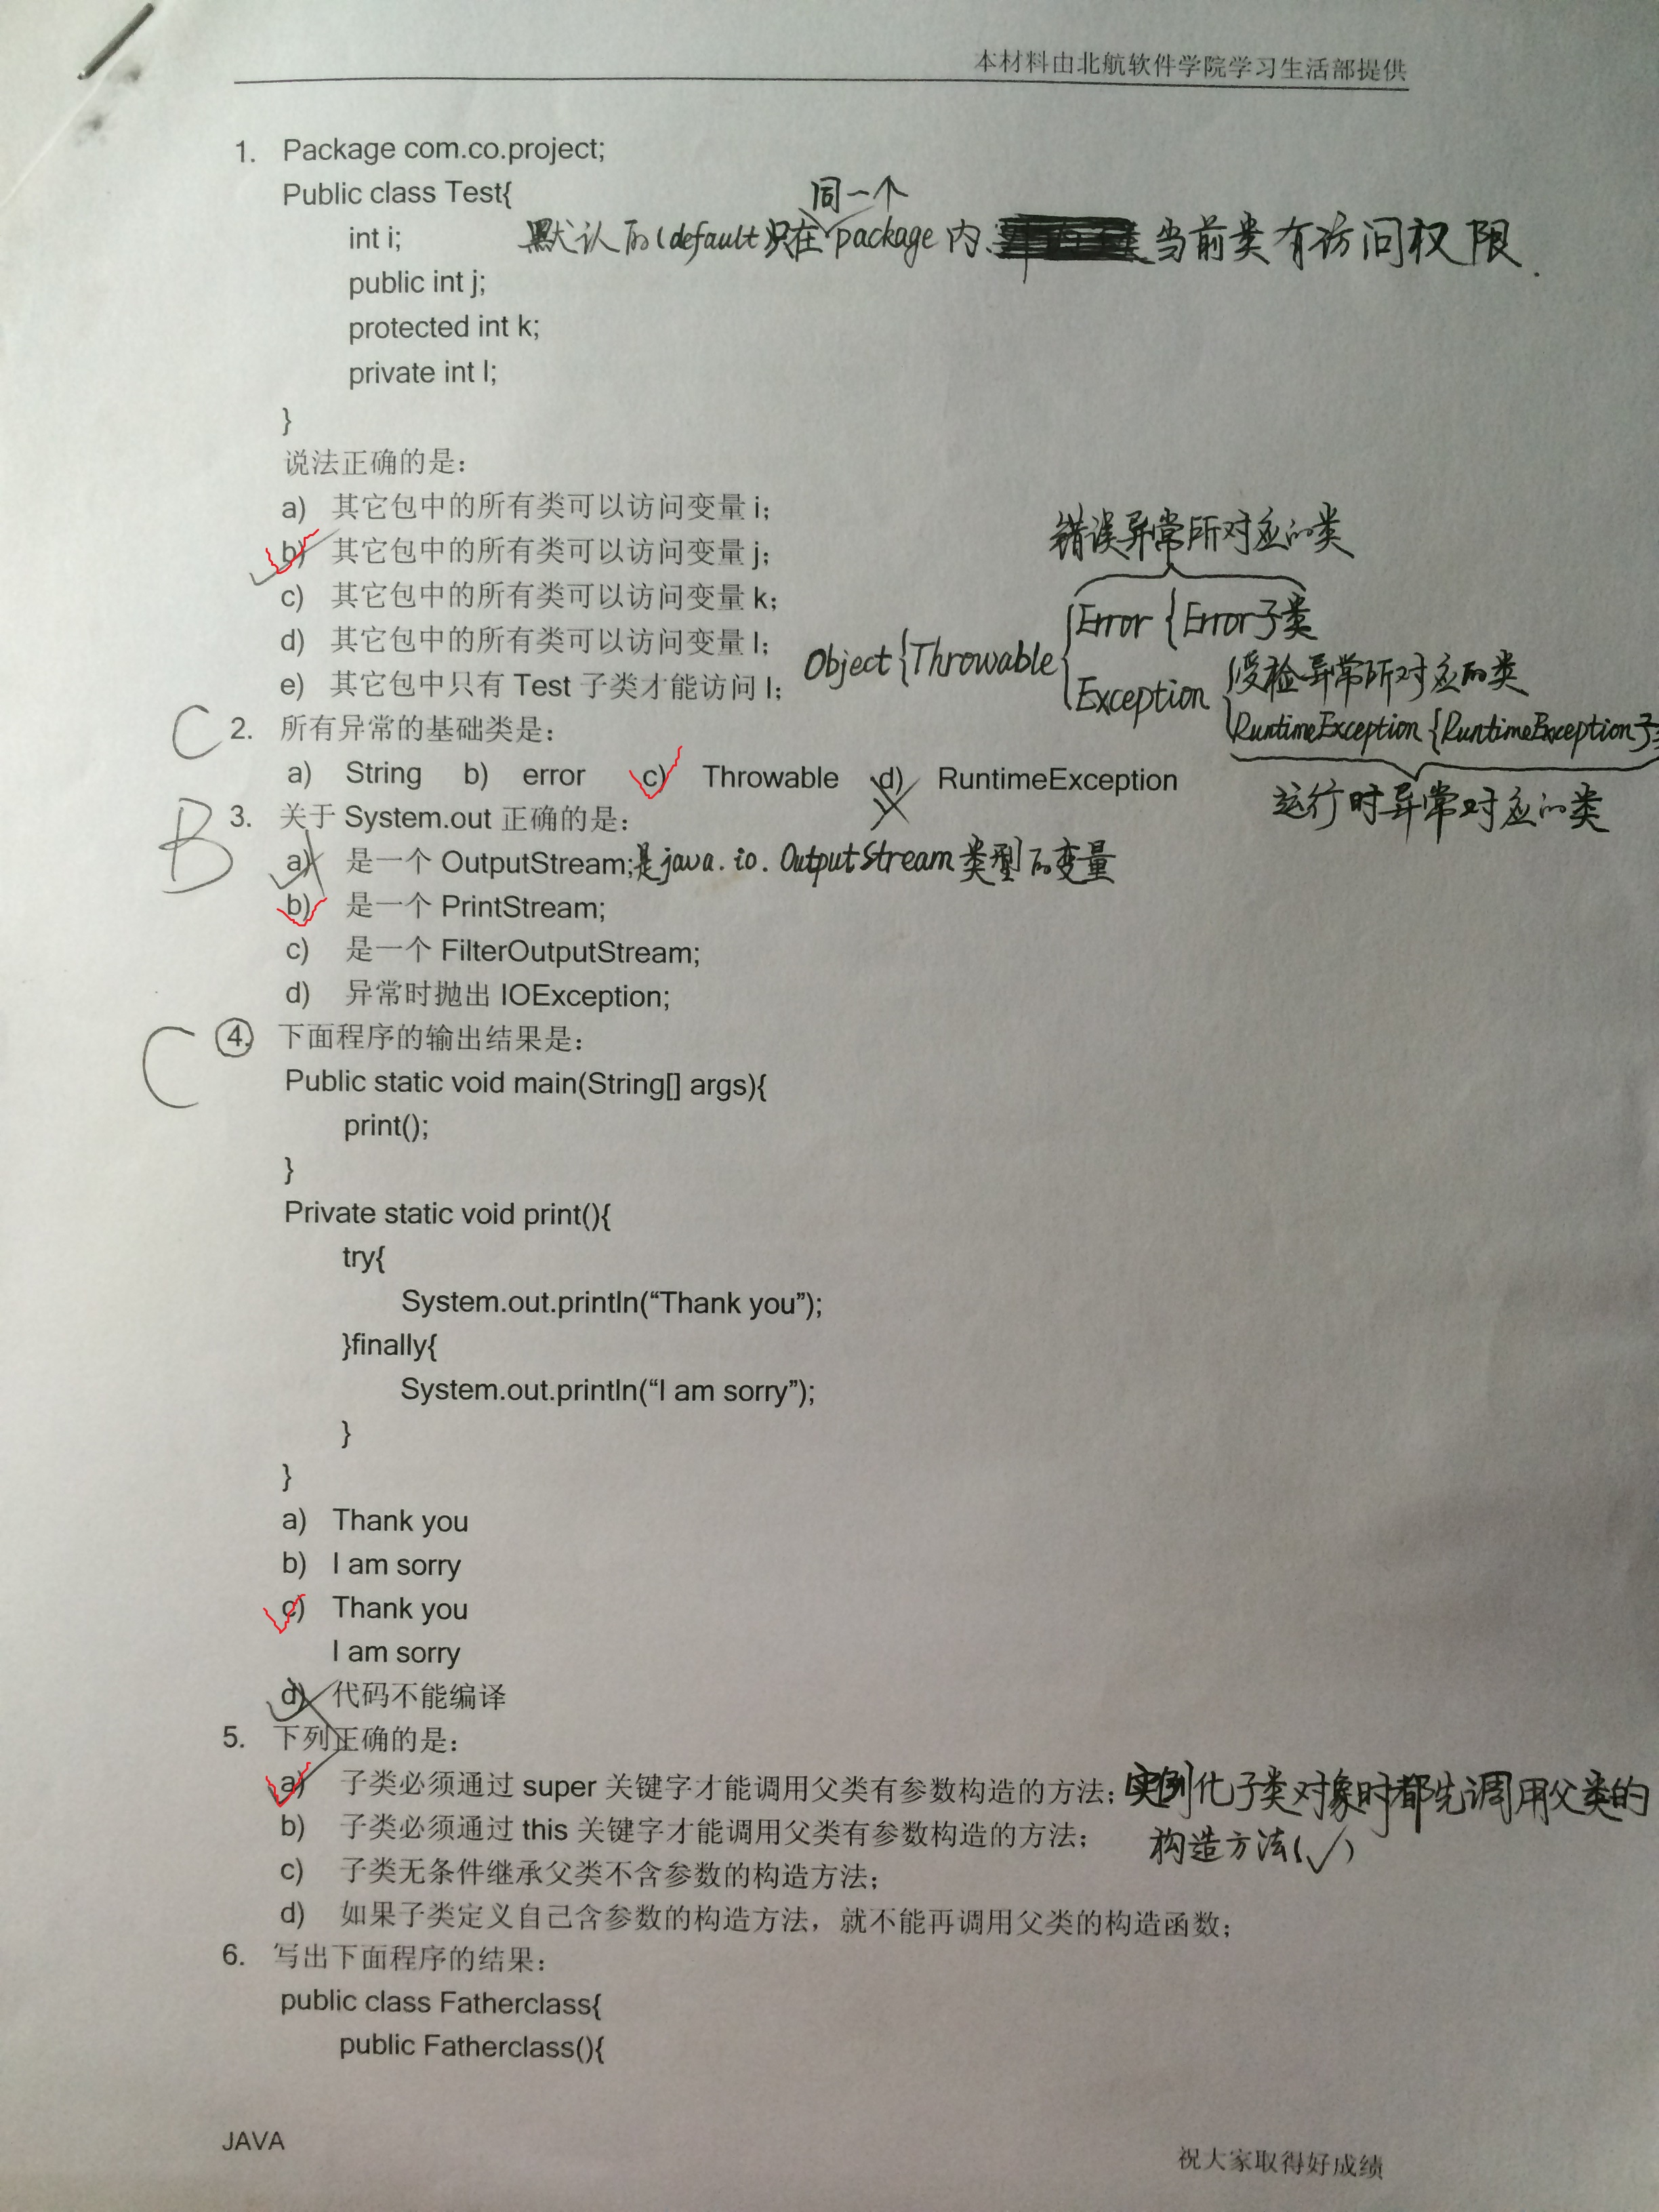 本材料由北航软件学院学习生活部提供
1. Package com.co.project;
Public class Test{
同一个
int i; 默认的(default)只在package内、当前类有访问权限.
public int j;
protected int k;
private int l;
}
说法正确的是：
a) 其它包中的所有类可以访问变量 i；
b) 其它包中的所有类可以访问变量 j；
c) 其它包中的所有类可以访问变量 k；
d) 其它包中的所有类可以访问变量 l；
e) 其它包中只有 Test 子类才能访问 l；
错误异常所对应的类
Object{Throwable{
Error{Error子类
Exception{
受检异常所对应的类
RuntimeException{RuntimeException子
运行时异常对应的类
C 2. 所有异常的基础类是：
a) String b) error c) Throwable d) RuntimeException
B 3. 关于 System.out 正确的是：
a) 是一个 OutputStream;是java.io.OutputStream类型的变量
b) 是一个 PrintStream;
c) 是一个 FilterOutputStream;
d) 异常时抛出 IOException;
C 4. 下面程序的输出结果是：
Public static void main(String[] args){
print();
}
Private static void print(){
try{
System.out.println(“Thank you”);
}finally{
System.out.println(“I am sorry”);
}
}
a) Thank you
b) I am sorry
c) Thank you
I am sorry
d) 代码不能编译
5. 下列正确的是：
a) 子类必须通过 super 关键字才能调用父类有参数构造的方法；实例化子类对象时都先调用父类的
b) 子类必须通过 this 关键字才能调用父类有参数构造的方法； 构造方法(✓)
c) 子类无条件继承父类不含参数的构造方法；
d) 如果子类定义自己含参数的构造方法，就不能再调用父类的构造函数；
6. 写出下面程序的结果：
public class Fatherclass{
public Fatherclass(){
JAVA
祝大家取得好成绩